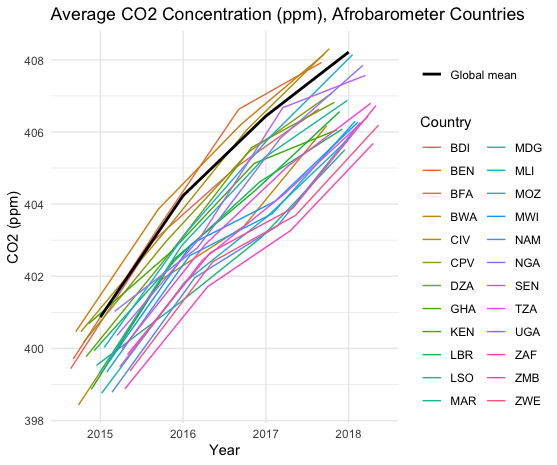 Average CO2 Concentration (ppm), Afrobarometer Countries
CO2 (ppm)
408
406
404
402
400
398
2015 2016 2017 2018
Year
Global mean
Country
BDI MDG
BEN MLI
BFA MOZ
BWA MWI
CIV NAM
CPV NGA
DZA SEN
GHA TZA
KEN UGA
LBR ZAF
LSO ZMB
MAR ZWE